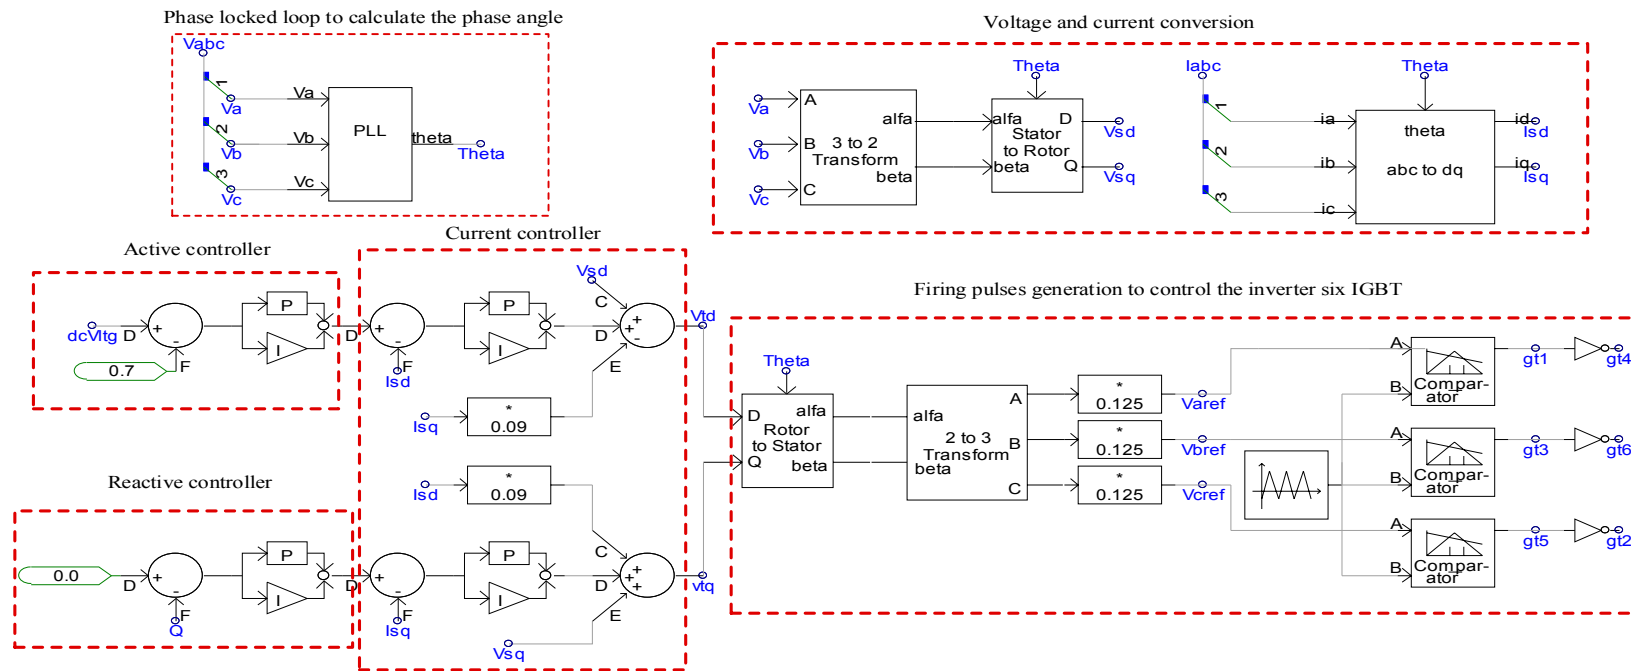 Phase locked loop to calculate the phase angle
Vabc
1
Va
Va
2
Vb
Vb
3
Vc
Vc
PLL
theta
Theta
Voltage and current conversion
Va
A
Vb
B
Vc
C
3 to 2
Transform
alfa
beta
Theta
alfa
beta
Stator
to Rotor
D
Q
Vsd
Vsq
Iabc
1
2
3
ia
ib
ic
Theta
theta
abc to dq
id
iq
Isd
Isq
Active controller
dcVltg
D
+
-
F
0.7
P
I
D
Current controller
+
-
F
Isd
P
I
Vsd
C
D
E
+
+
-
Vtd
Isq
*
0.09
Isd
*
0.09
Reactive controller
0.0
D
+
-
F
Q
P
I
D
+
-
F
Isq
P
I
C
D
E
+
+
+
Vsq
vtq
Firing pulses generation to control the inverter six IGBT
Theta
D
Q
Rotor
to Stator
alfa
beta
alfa
beta
2 to 3
Transform
A
B
C
*
0.125
*
0.125
*
0.125
Varef
Vbref
Vcref
A
B
Compar-
ator
gt1
gt4
A
B
Compar-
ator
gt3
gt6
A
B
Compar-
ator
gt5
gt2